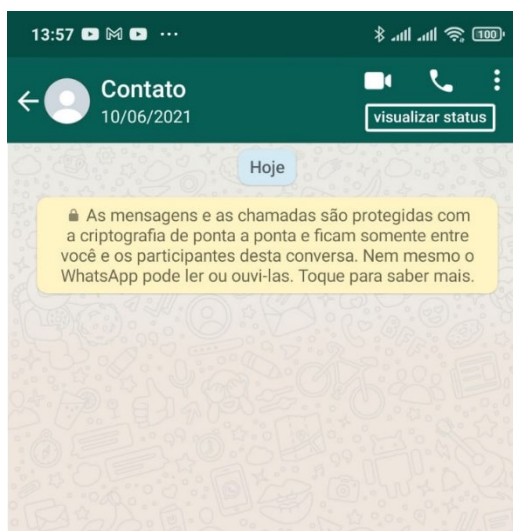 13:57 ... 100
Contato
10/06/2021
visualizar status
Hoje
As mensagens e as chamadas são protegidas com
a criptografia de ponta a ponta e ficam somente entre
você e os participantes desta conversa. Nem mesmo o
WhatsApp pode ler ou ouvi-las. Toque para saber mais.